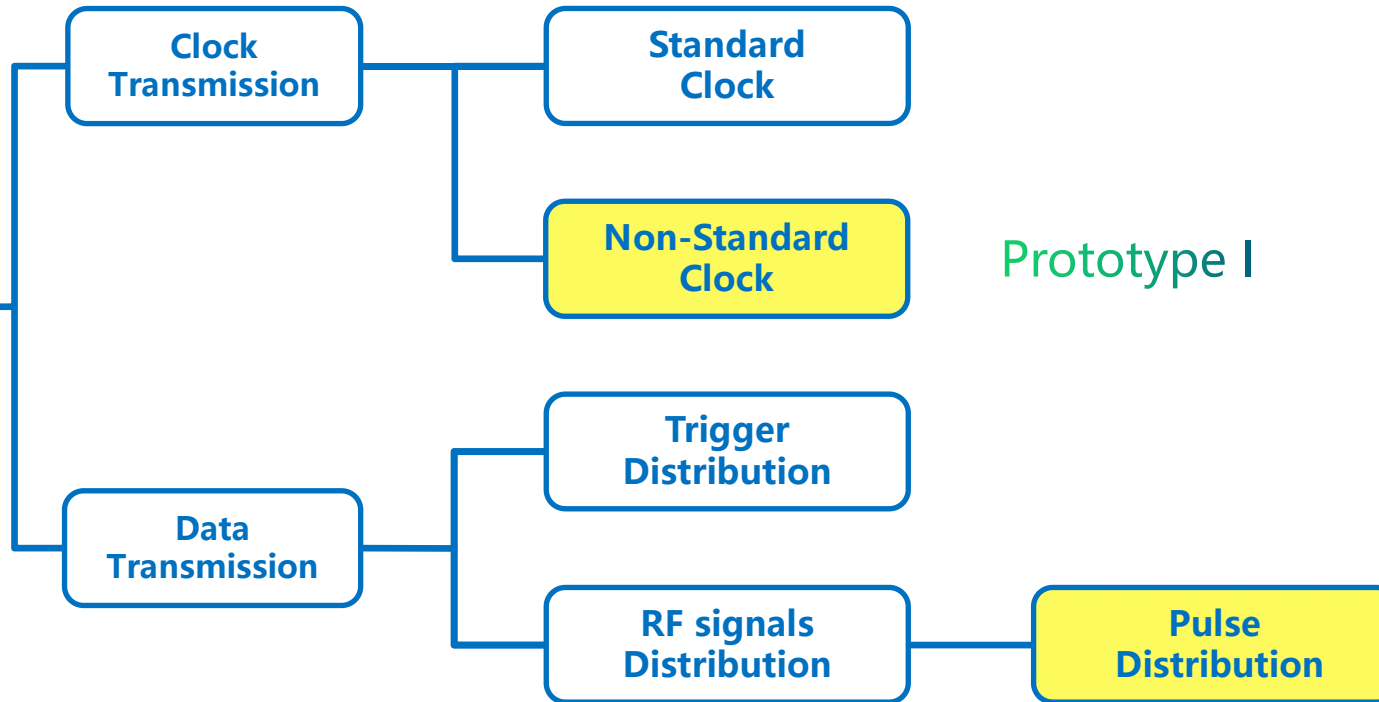 Clock
Transmission
Standard
Clock
Non-Standard
Clock
Prototype I
Trigger
Distribution
Data
Transmission
RF signals
Distribution
Pulse
Distribution